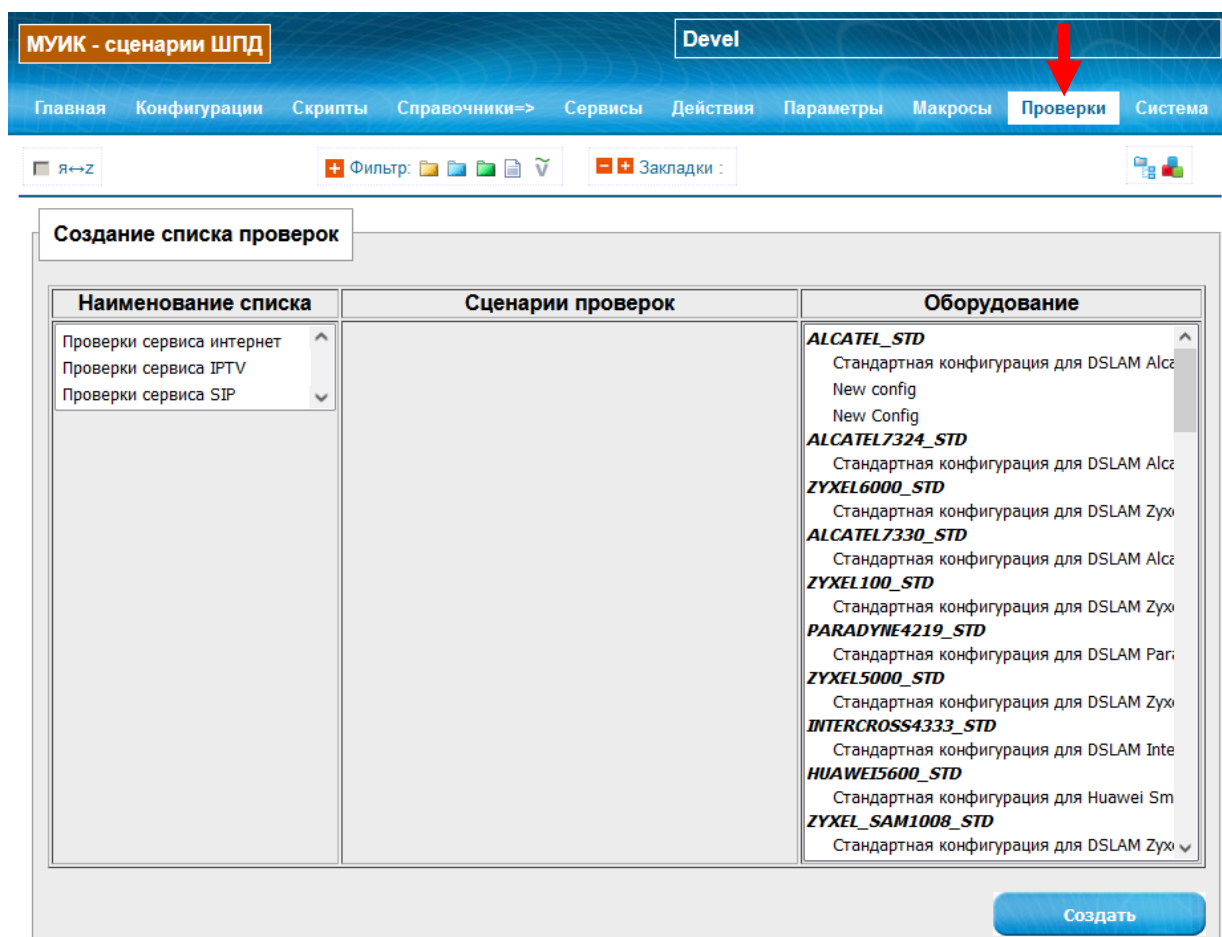 МУИК - сценарии ШПД
Devel
Главная Конфигурации Скрипты Справочники=> Сервисы Действия Параметры Макросы Проверки Система
я↔z Фильтр: Закладки :
Создание списка проверок
Наименование списка Сценарии проверок Оборудование
Проверки сервиса интернет
Проверки сервиса IPTV
Проверки сервиса SIP
ALCATEL_STD
Стандартная конфигурация для DSLAM Alca
New config
New Config
ALCATEL7324_STD
Стандартная конфигурация для DSLAM Alca
ZYXEL6000_STD
Стандартная конфигурация для DSLAM Zyx
ALCATEL7330_STD
Стандартная конфигурация для DSLAM Alca
ZYXEL100_STD
Стандартная конфигурация для DSLAM Zyx
PARADYNE4219_STD
Стандартная конфигурация для DSLAM Para
ZYXEL5000_STD
Стандартная конфигурация для DSLAM Zyx
INTERCROSS4333_STD
Стандартная конфигурация для DSLAM Inte
HUAWEI5600_STD
Стандартная конфигурация для Huawei Sm
ZYXEL_SAM1008_STD
Стандартная конфигурация для DSLAM Zyx
Создать